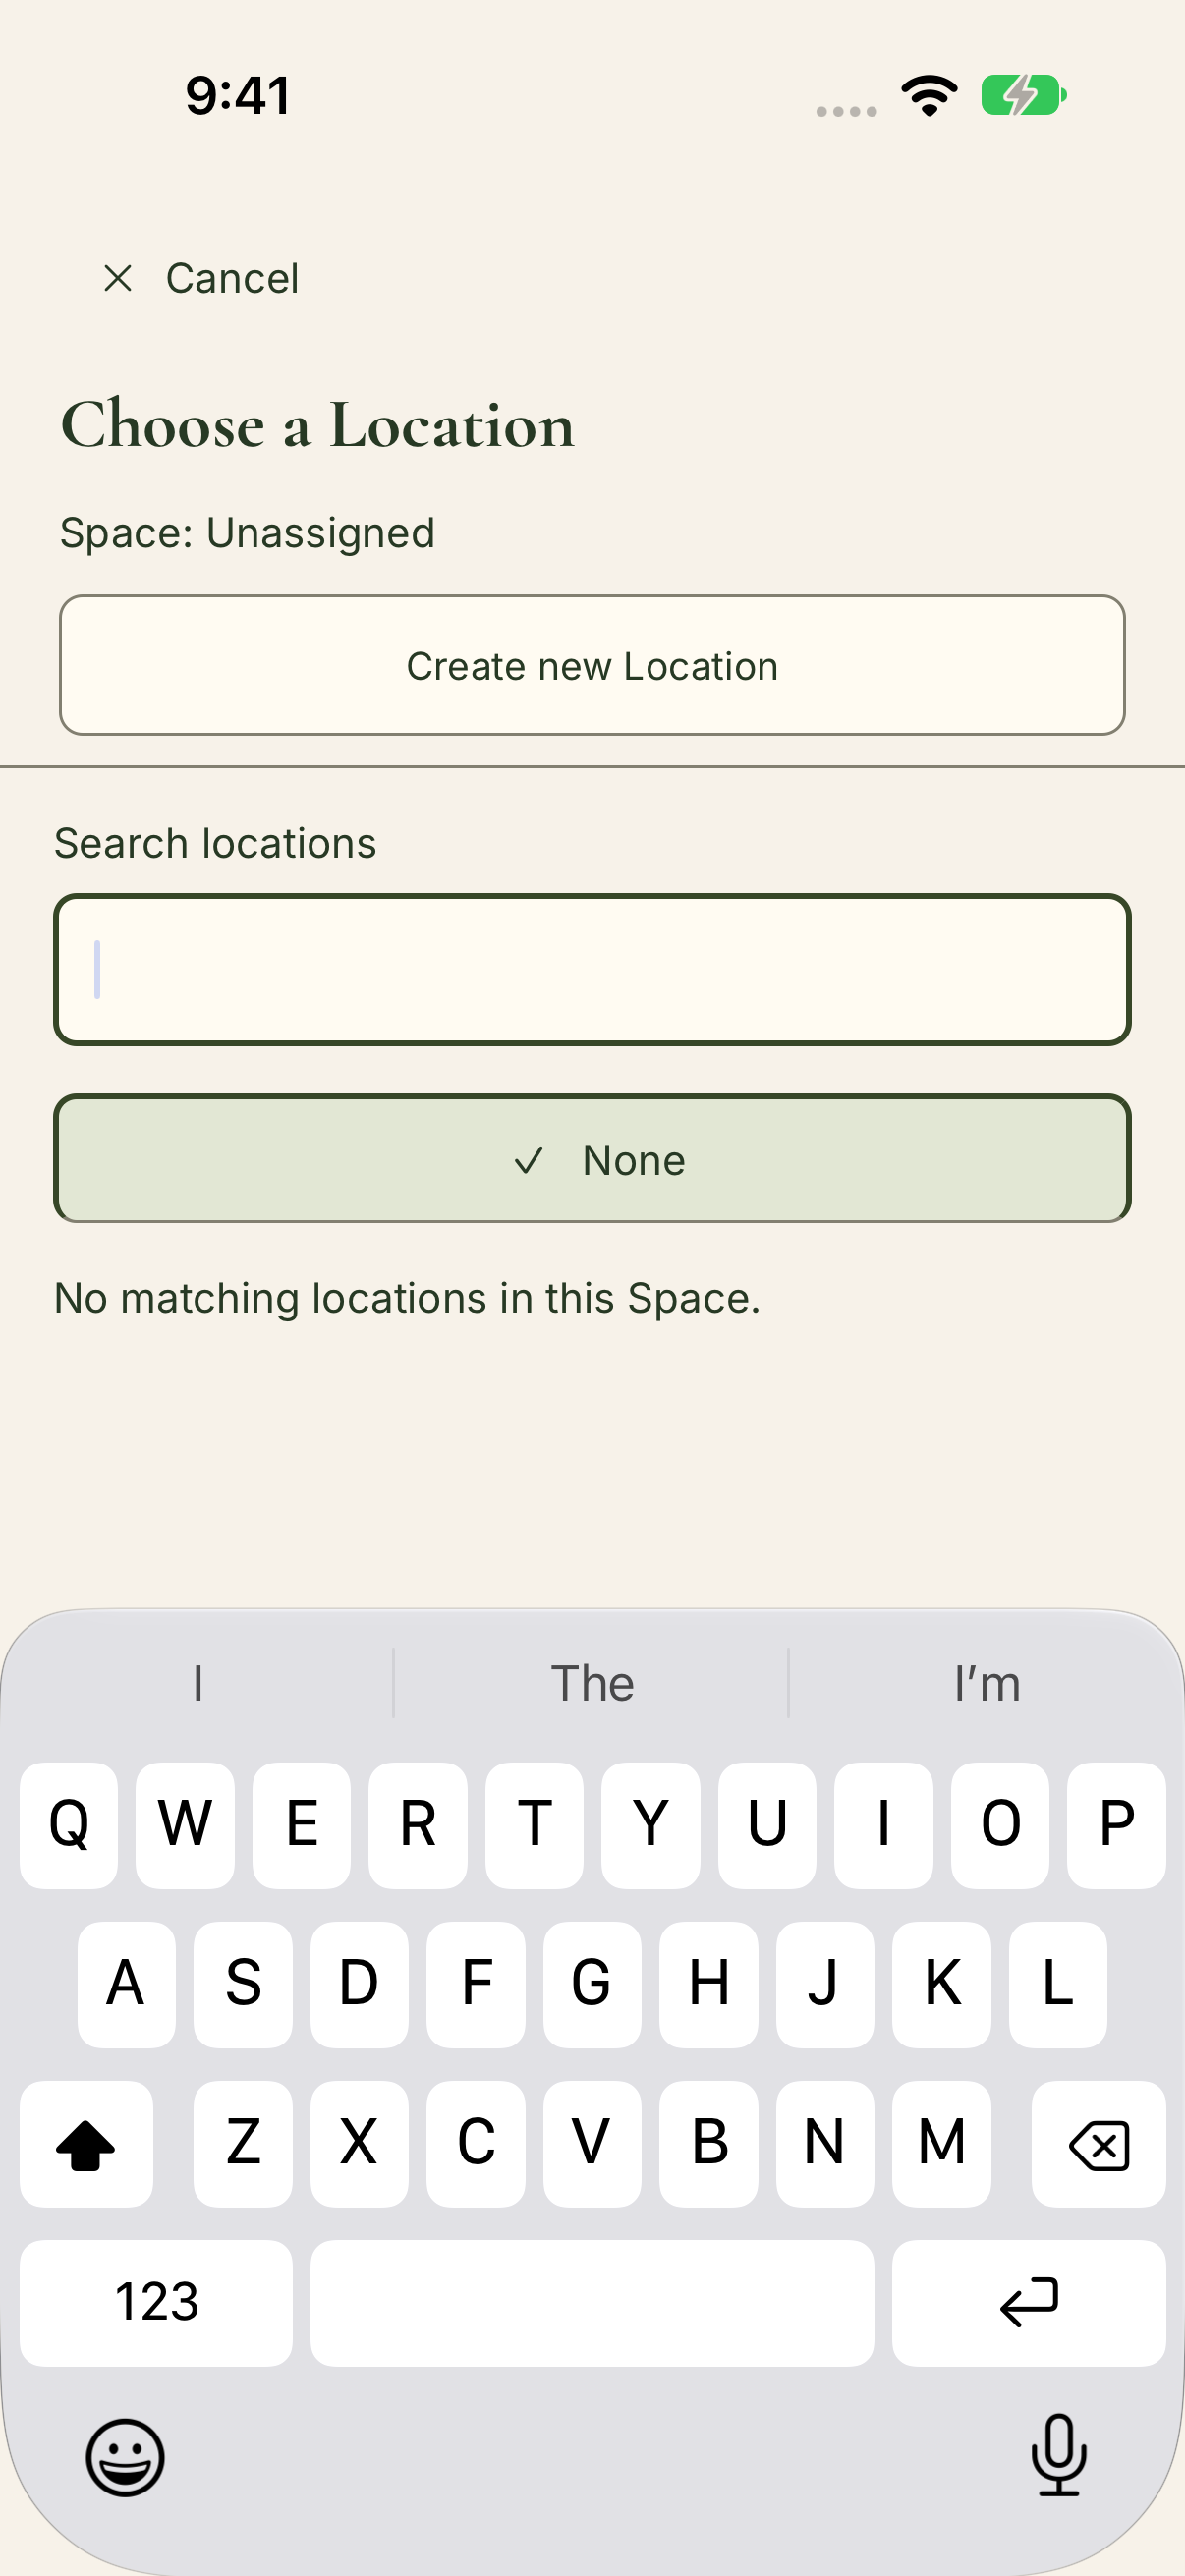 9:41
Cancel
Choose a Location
Space: Unassigned
Create new Location
Search locations
None
No matching locations in this Space.
I The I’m
Q W E R T Y U I O P
A S D F G H J K L
Z X C V B N M
123